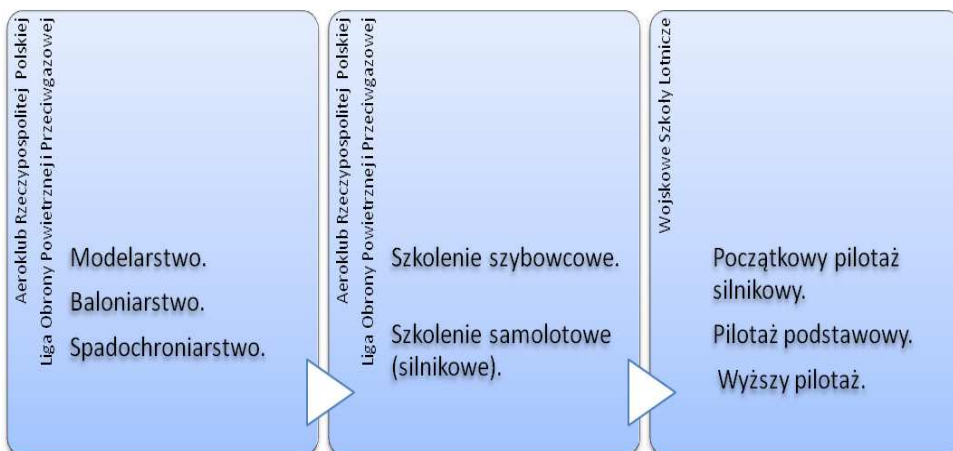 Aeroklub Rzeczypospolitej Polskiej
Liga Obrony Powietrznej i Przeciwgazowej
Modelarstwo.
Baloniarstwo.
Spadochroniarstwo.
Aeroklub Rzeczypospolitej Polskiej
Liga Obrony Powietrznej i Przeciwgazowej
Szkolenie szybowcowe.
Szkolenie samolotowe
(silnikowe).
Wojskowe Szkoły Lotnicze
Początkowy pilotaż
silnikowy.
Pilotaż podstawowy.
Wyższy pilotaż.